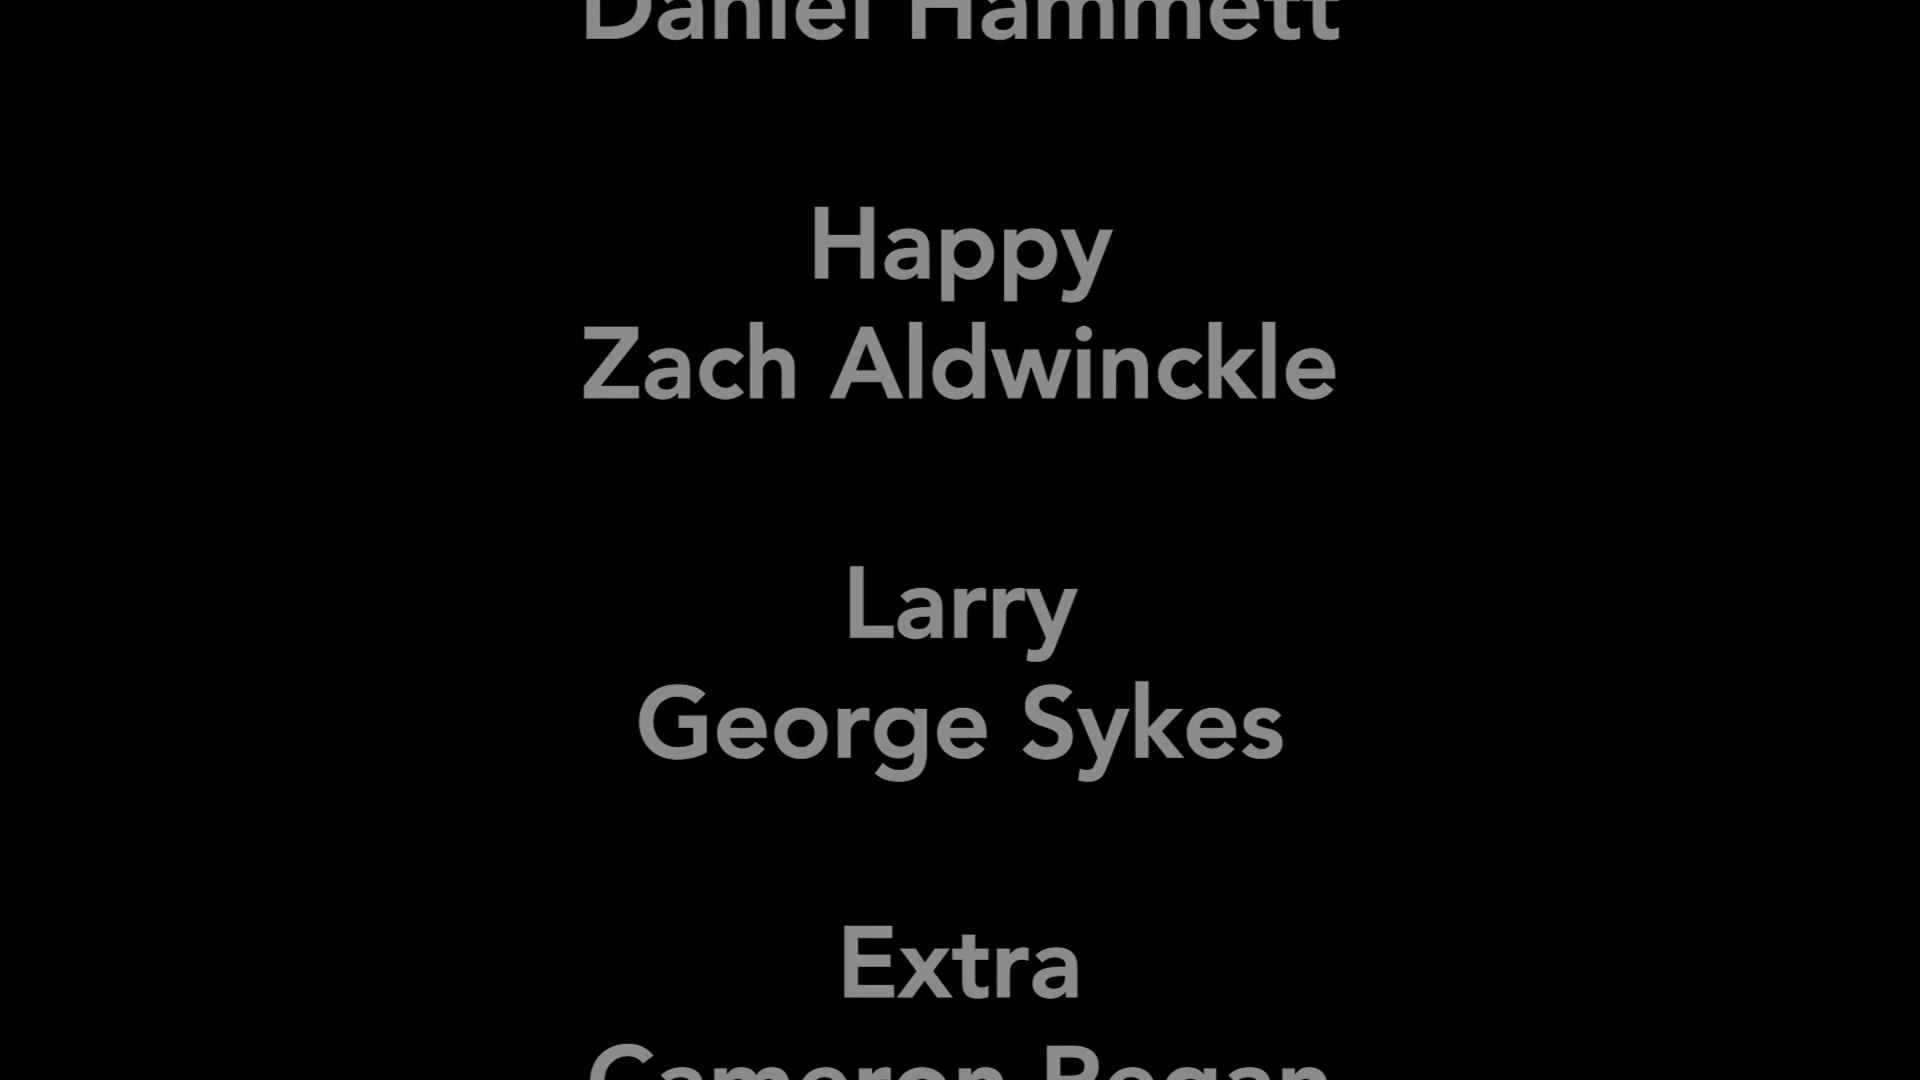 Daniel Hammett
Happy
Zach Aldwinckle
Larry
George Sykes
Extra
Cameron Regan